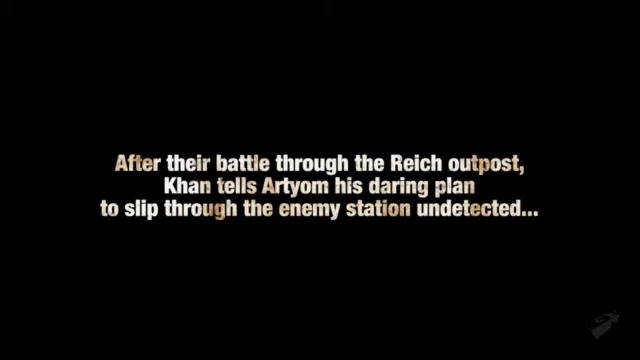 After their battle through the Reich outpost,
Khan tells Artyom his daring plan
to slip through the enemy station undetected...